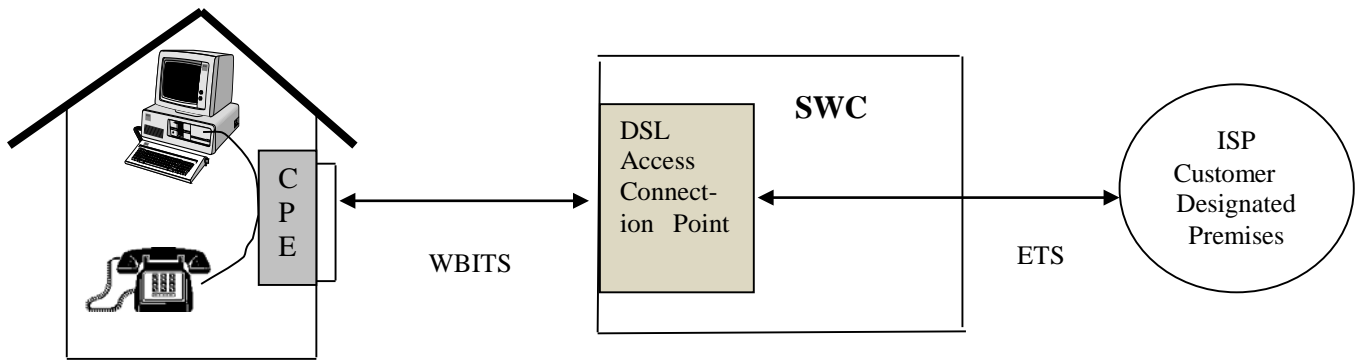 C
P
E
WBITS
DSL
Access
Connect-
ion Point
SWC
ETS
ISP
Customer
Designated
Premises